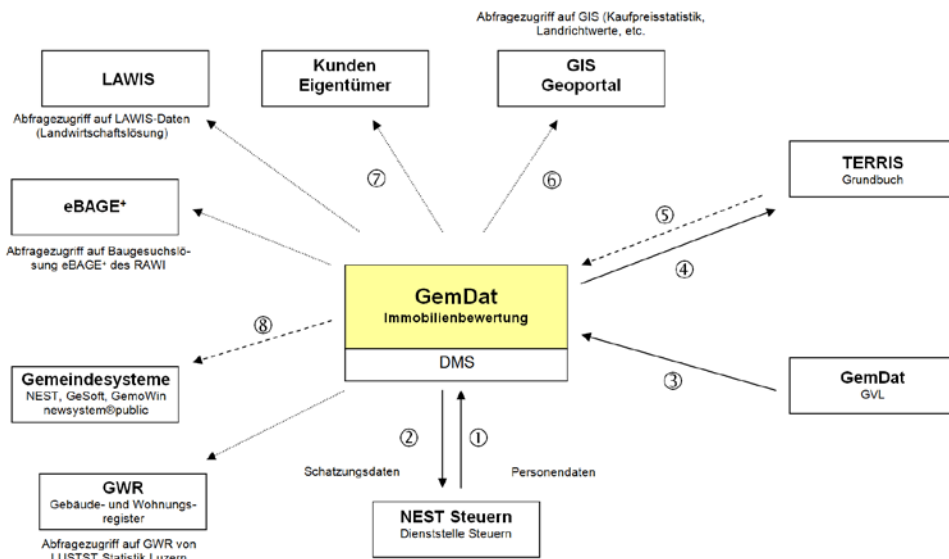 Abfragezugriff auf GIS (Kaufpreisstatistik,
Landrichtwerte, etc.
LAWIS
Kunden
Eigentümer
GIS
Geoportal
Abfragezugriff auf LAWIS-Daten
(Landwirtschaftslösung)
TERRIS
Grundbuch
⑦
⑥
⑤
④
eBAGE⁺
Abfragezugriff auf Baugesuchslö-
sung eBAGE⁺ des RAWI
GemDat
Immobilienbewertung
DMS
⑧
③
Gemeindesysteme
NEST, GeSoft, GemoWin
newsystem®public
GemDat
GVL
②
①
Schatzungsdaten
Personendaten
GWR
Gebäude- und Wohnungs-
register
NEST Steuern
Dienststelle Steuern
Abfragezugriff auf GWR von
LUSTST Statistik Luzern